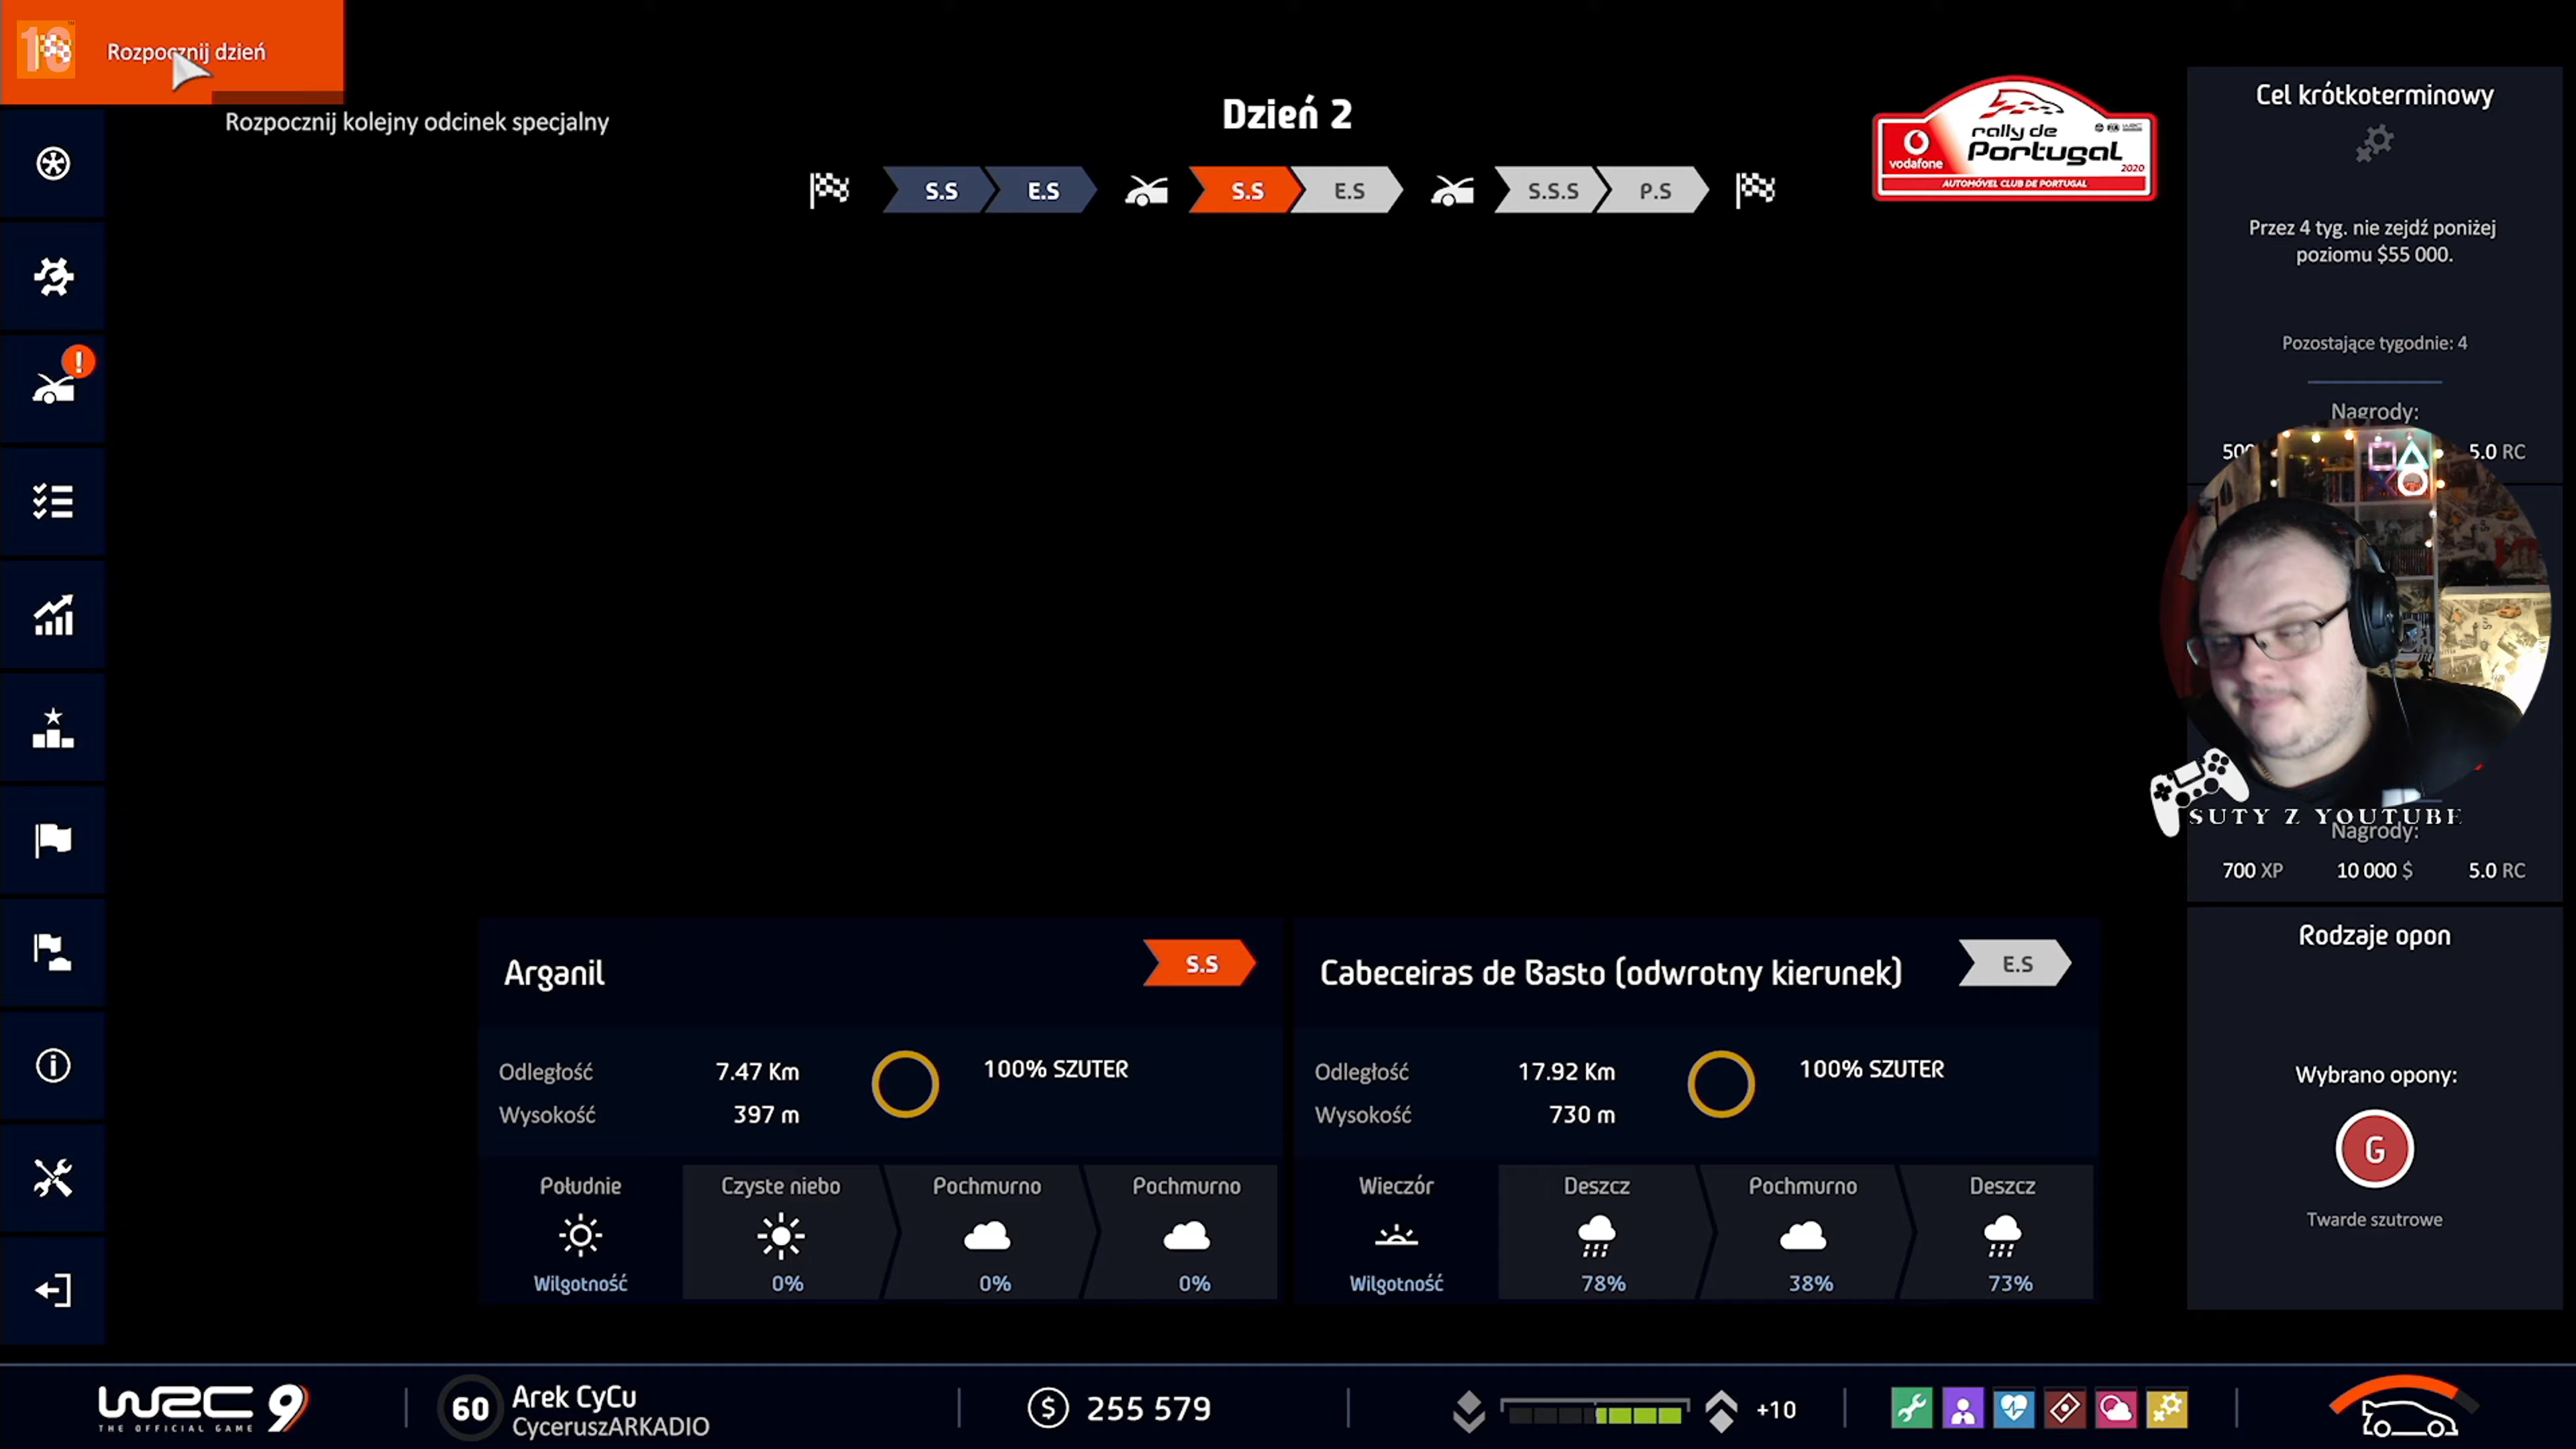 Rozpocznij dzień
Rozpocznij kolejny odcinek specjalny
Dzień 2
S.S
E.S
S.S
E.S
S.S.S
P.S
vodafone
rally de
Portugal
2020
AUTOMÓVEL CLUB DE PORTUGAL
Cel krótkoterminowy
Przez 4 tyg. nie zejdź poniżej
poziomu $55 000.
Pozostające tygodnie: 4
Nagrody:
5.0 RC
SUTY Z YOUTUBE
Nagrody:
700 XP
10 000 $
5.0 RC
Rodzaje opon
Wybrano opony:
G
Twarde szutrowe
Arganil
S.S
Odległość
7.47 Km
100% SZUTER
Wysokość
397 m
Południe
Czyste niebo
Pochmurno
Pochmurno
Wilgotność
0%
0%
0%
Cabeceiras de Basto (odwrotny kierunek)
E.S
Odległość
17.92 Km
100% SZUTER
Wysokość
730 m
Wieczór
Deszcz
Pochmurno
Deszcz
Wilgotność
78%
38%
73%
WRC 9
THE OFFICIAL GAME
60
Arek CyCu
CyceruszARKADIO
$ 255 579
+10